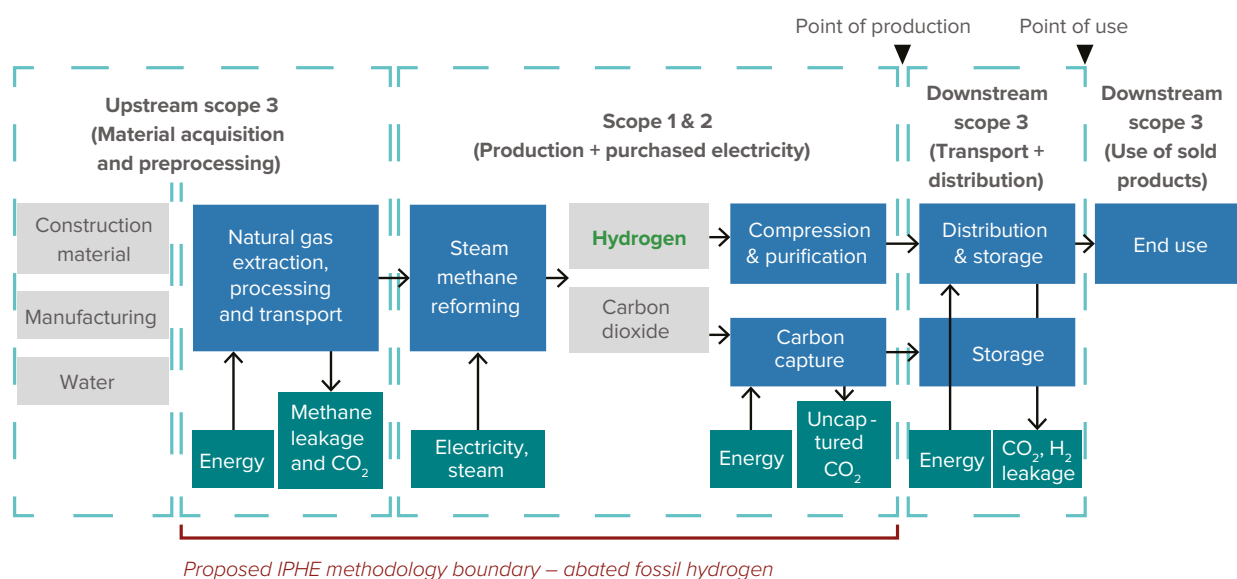 Point of production
Point of use
Upstream scope 3
(Material acquisition
and preprocessing)
Scope 1 & 2
(Production + purchased electricity)
Downstream
scope 3
(Transport +
distribution)
Downstream
scope 3
(Use of sold
products)
Construction
material
Manufacturing
Water
Natural gas
extraction,
processing
and transport
Steam
methane
reforming
Hydrogen
Carbon
dioxide
Compression
& purification
Carbon
capture
Distribution
& storage
Storage
End use
Energy
Methane
leakage
and CO₂
Electricity,
steam
Energy
Uncap-
tured
CO₂
Energy
CO₂, H₂
leakage
Proposed IPHE methodology boundary – abated fossil hydrogen